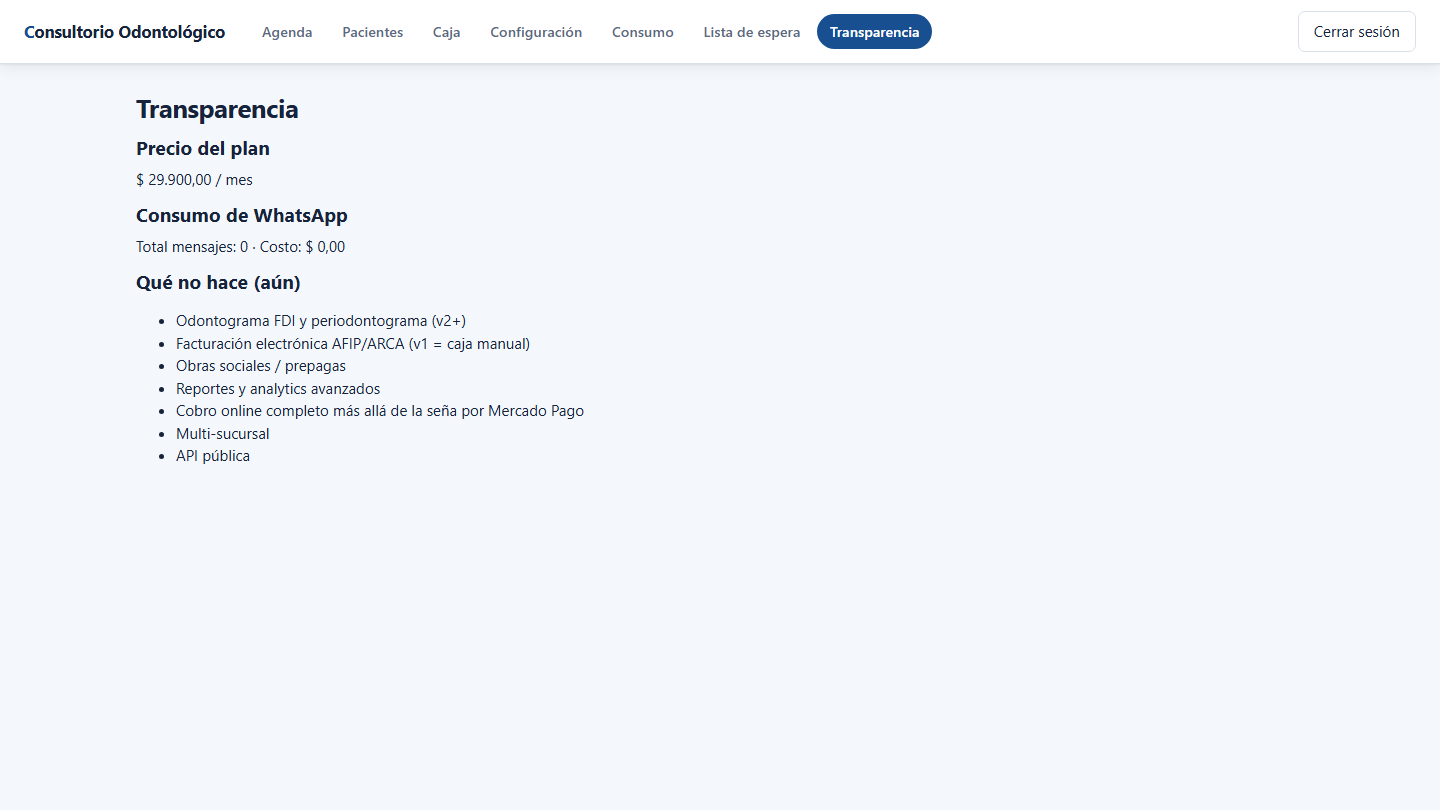 Consultorio Odontológico
Agenda
Pacientes
Caja
Configuración
Consumo
Lista de espera
Transparencia
Cerrar sesión
Transparencia
Precio del plan
$ 29.900,00 / mes
Consumo de WhatsApp
Total mensajes: 0 · Costo: $ 0,00
Qué no hace (aún)
• Odontograma FDI y periodontograma (v2+)
• Facturación electrónica AFIP/ARCA (v1 = caja manual)
• Obras sociales / prepagas
• Reportes y analytics avanzados
• Cobro online completo más allá de la seña por Mercado Pago
• Multi-sucursal
• API pública